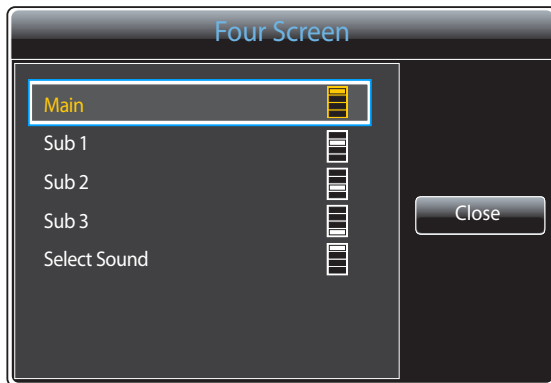 Four Screen
Main
Sub 1
Sub 2
Sub 3
Close
Select Sound